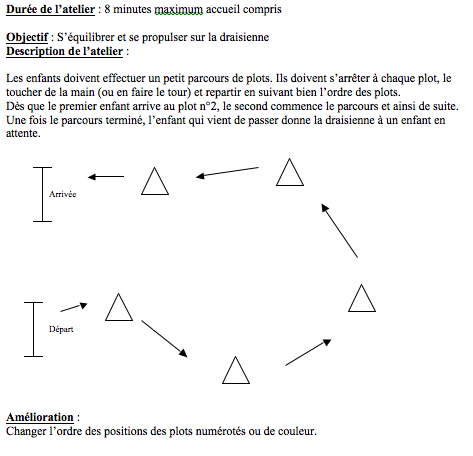 Durée de l'atelier : 8 minutes maximum accueil compris
Objectif : S'équilibrer et se propulser sur la draisienne
Description de l'atelier :
Les enfants doivent effectuer un petit parcours de plots. Ils doivent s'arrêter à chaque plot, le
toucher de la main (ou en faire le tour) et repartir en suivant bien l'ordre des plots.
Dès que le premier enfant arrive au plot n°2, le second commence le parcours et ainsi de suite.
Une fois le parcours terminé, l'enfant qui vient de passer donne la draisienne à un enfant en
attente.
Arrivée
Départ
Amélioration :
Changer l'ordre des positions des plots numérotés ou de couleur.